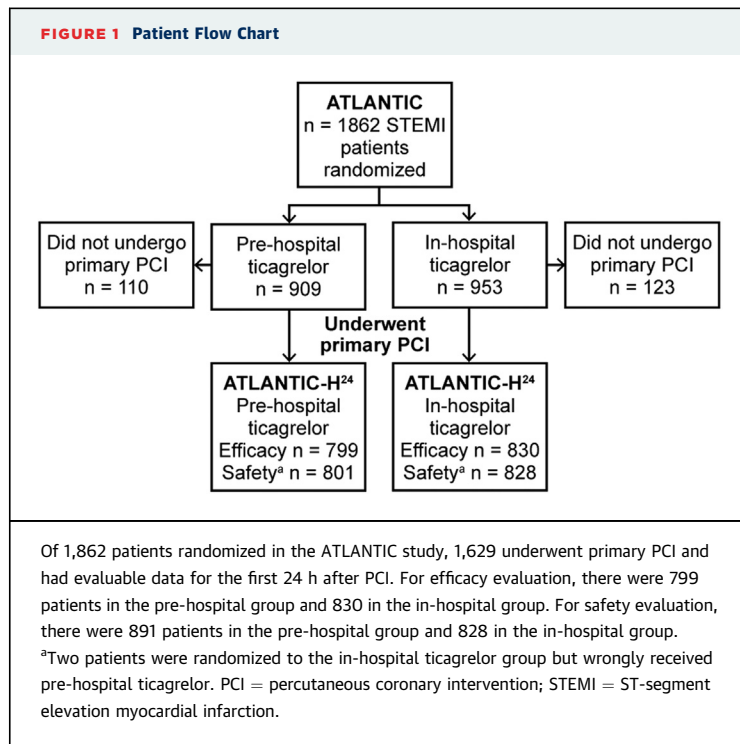 FIGURE 1 Patient Flow Chart
ATLANTIC
n = 1862 STEMI
patients
randomized
Did not undergo
primary PCI
n = 110
Pre-hospital
ticagrelor
n = 909
In-hospital
ticagrelor
n = 953
Did not undergo
primary PCI
n = 123
Underwent
primary PCI
ATLANTIC-H²⁴
Pre-hospital
ticagrelor
Efficacy n = 799
Safetyᵃ n = 801
ATLANTIC-H²⁴
In-hospital
ticagrelor
Efficacy n = 830
Safetyᵃ n = 828
Of 1,862 patients randomized in the ATLANTIC study, 1,629 underwent primary PCI and
had evaluable data for the first 24 h after PCI. For efficacy evaluation, there were 799
patients in the pre-hospital group and 830 in the in-hospital group. For safety evaluation,
there were 891 patients in the pre-hospital group and 828 in the in-hospital group.
ᵃTwo patients were randomized to the in-hospital ticagrelor group but wrongly received
pre-hospital ticagrelor. PCI = percutaneous coronary intervention; STEMI = ST-segment
elevation myocardial infarction.